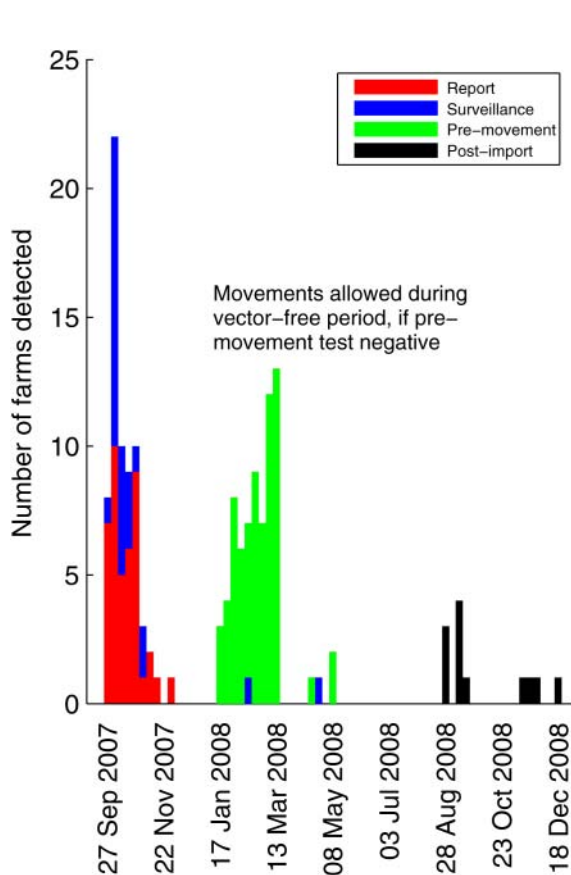 25
20
15
10
5
0
Number of farms detected
Report
Surveillance
Pre−movement
Post−import
Movements allowed during
vector−free period, if pre−
movement test negative
27 Sep 2007
22 Nov 2007
17 Jan 2008
13 Mar 2008
08 May 2008
03 Jul 2008
28 Aug 2008
23 Oct 2008
18 Dec 2008